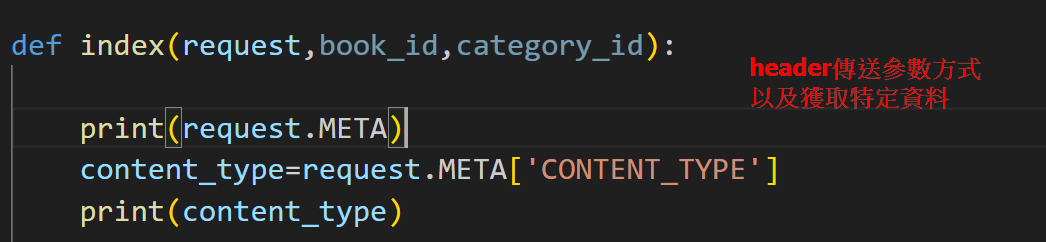 def index(request,book_id,category_id):
header傳送參數方式
以及獲取特定資料
print(request.META)
content_type=request.META['CONTENT_TYPE']
print(content_type)